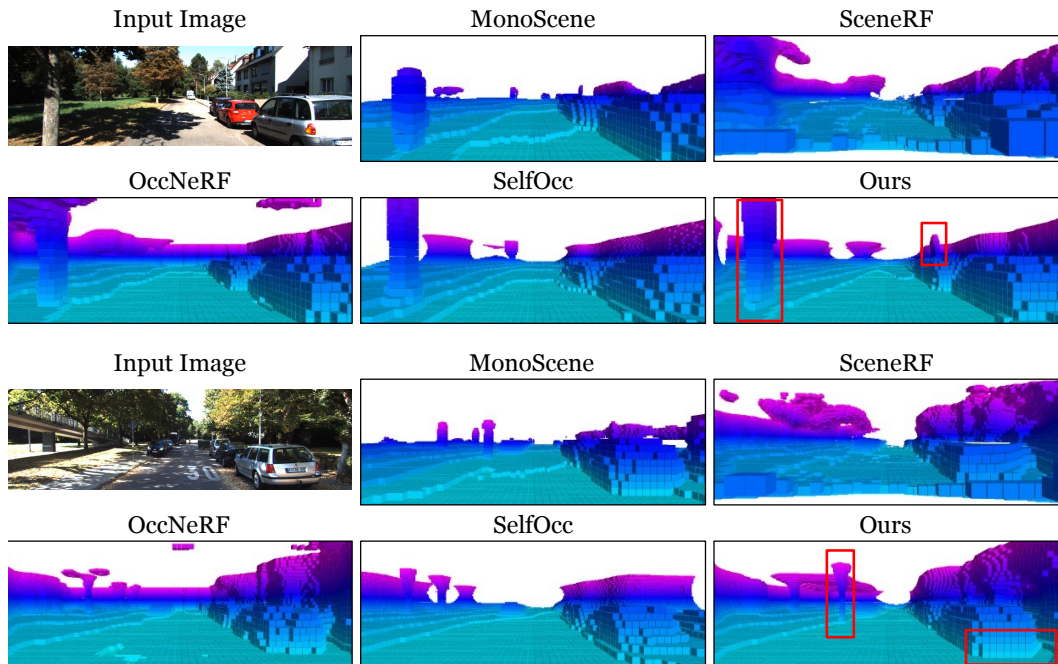 Input Image
MonoScene
SceneRF
OccNeRF
SelfOcc
Ours
Input Image
MonoScene
SceneRF
OccNeRF
SelfOcc
Ours